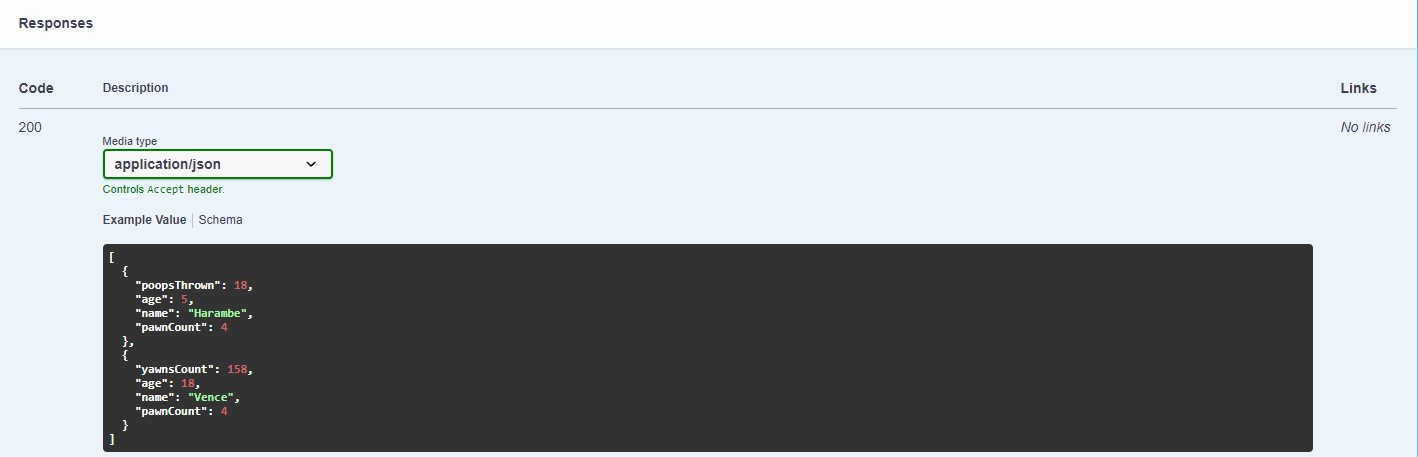 Responses
Code Description Links
200 No links
Media type
application/json
Controls Accept header.
Example Value Schema
[
  {
    "poopsThrown": 18,
    "age": 5,
    "name": "Harambe",
    "pawnCount": 4
  },
  {
    "yawnsCount": 158,
    "age": 18,
    "name": "Vence",
    "pawnCount": 4
  }
]